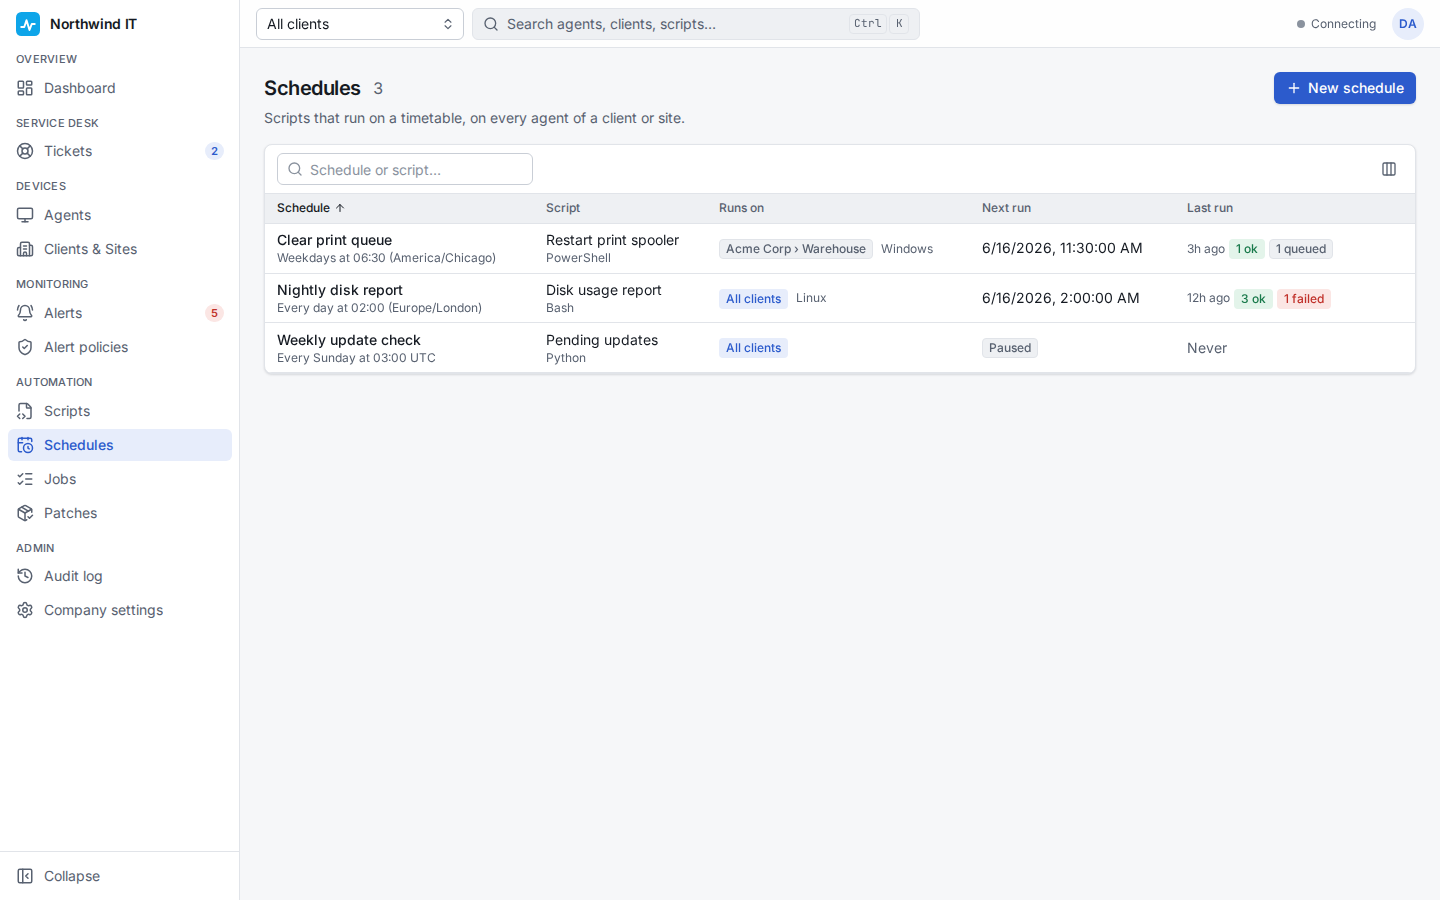 Northwind IT
OVERVIEW
Dashboard
SERVICE DESK
Tickets 2
DEVICES
Agents
Clients & Sites
MONITORING
Alerts 5
Alert policies
AUTOMATION
Scripts
Schedules
Jobs
Patches
ADMIN
Audit log
Company settings
Collapse
All clients
Search agents, clients, scripts... Ctrl K
Connecting
DA
Schedules 3
New schedule
Scripts that run on a timetable, on every agent of a client or site.
Schedule or script...
Schedule Script Runs on Next run Last run
Clear print queue
Weekdays at 06:30 (America/Chicago)
Restart print spooler
PowerShell
Acme Corp › Warehouse Windows
6/16/2026, 11:30:00 AM
3h ago 1 ok 1 queued
Nightly disk report
Every day at 02:00 (Europe/London)
Disk usage report
Bash
All clients Linux
6/16/2026, 2:00:00 AM
12h ago 3 ok 1 failed
Weekly update check
Every Sunday at 03:00 UTC
Pending updates
Python
All clients
Paused
Never